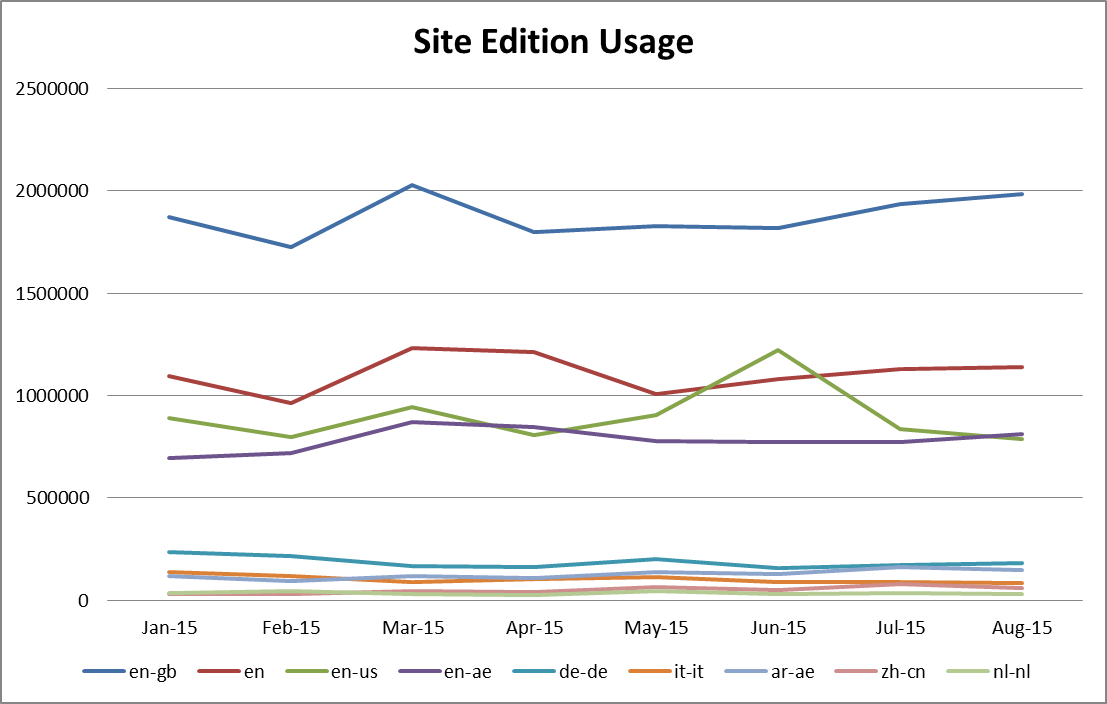 Site Edition Usage
2500000
2000000
1500000
1000000
500000
0
Jan-15 Feb-15 Mar-15 Apr-15 May-15 Jun-15 Jul-15 Aug-15
en-gb en en-us en-ae de-de it-it ar-ae zh-cn nl-nl